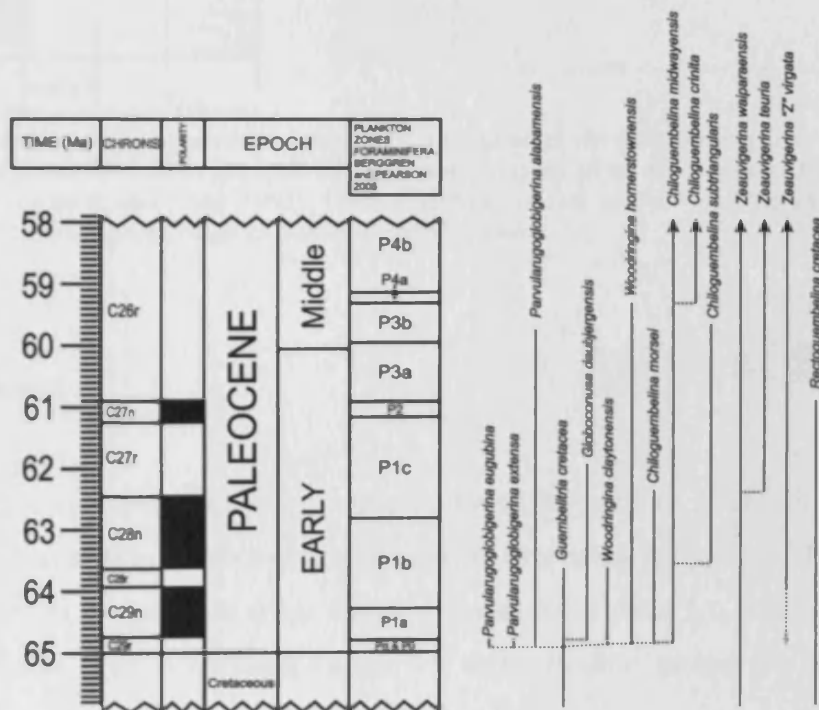 TIME (Ma)
CHRONS
POLARITY
EPOCH
PLANKTON
ZONES
FORAMINIFERA
BERGGREN
and PEARSON
2005
58
59
60
61
62
63
64
65
C26r
C27n
C27r
C28n
C28r
C29n
C29r
PALEOCENE
Cretaceous
Middle
EARLY
P4b
P4a
P3b
P3a
P2
P1c
P1b
P1a
Pα & P0
Parvularugoglobigerina eugubina
Parvularugoglobigerina extensa
Parvularugoglobigerina alabamensis
Guembelitria cretacea
Globoconusa daubjergensis
Woodringina claytonensis
Woodringina hornerstownensis
Chiloguembelina morsei
Chiloguembelina midwayensis
Chiloguembelina crinita
Chiloguembelina subtriangularis
Zeauvigerina waiparaensis
Zeauvigerina teuria
Zeauvigerina "Z" virgata
Rectoguembelina cretacea